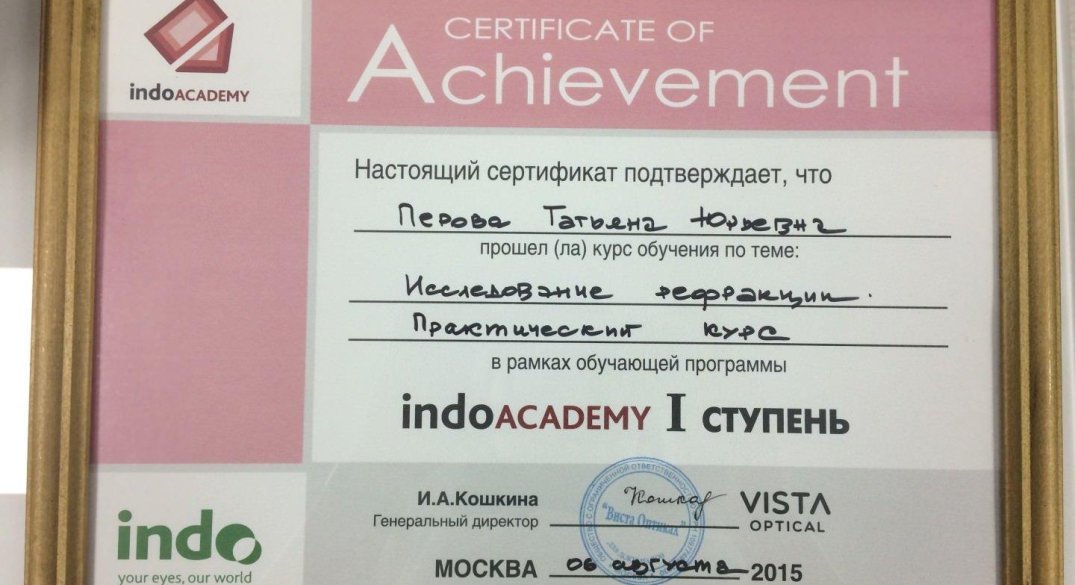 indoACADEMY
CERTIFICATE OF
Achievement
Настоящий сертификат подтверждает, что
Перова Татьяна Юрьевна
прошел (ла) курс обучения по теме:
Исследование рефракции.
Практический курс
в рамках обучающей программы
indoACADEMY I СТУПЕНЬ
И.А.Кошкина
Генеральный директор
"Виста Оптикал"
VISTA
OPTICAL
indo
your eyes, our world
МОСКВА 06 августа 2015